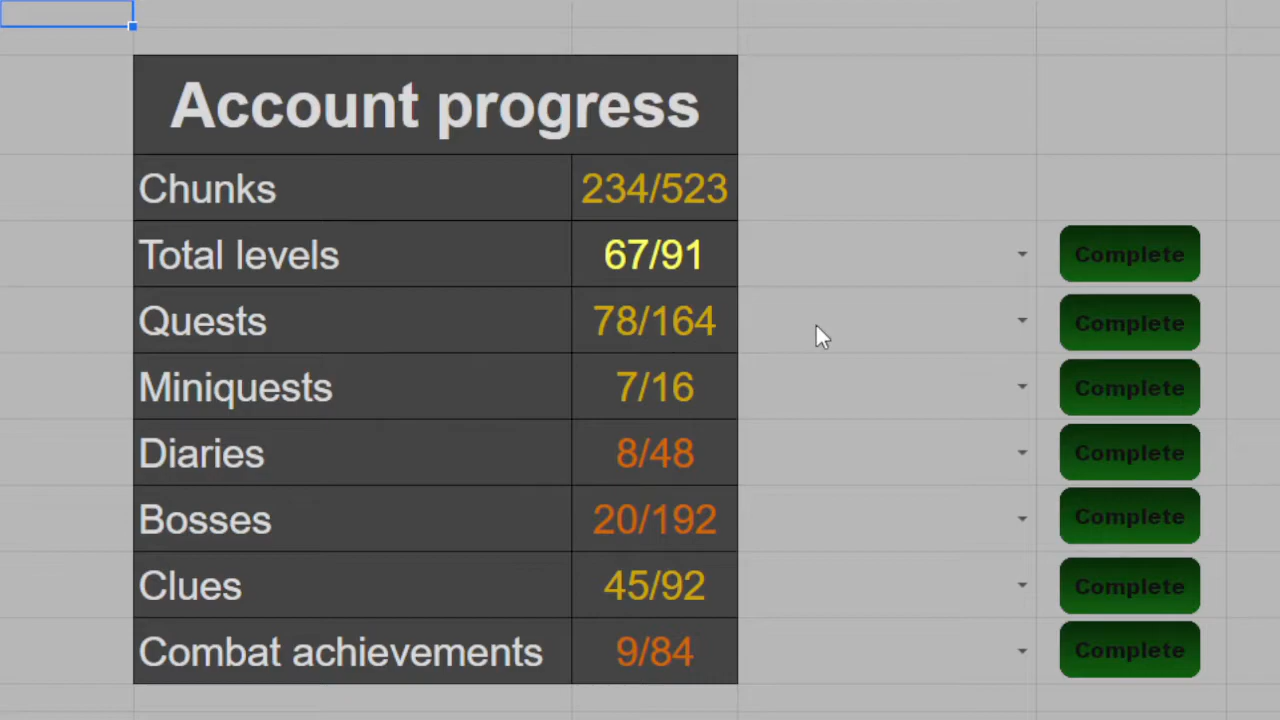 Account progress
Chunks 234/523
Total levels 67/91 Complete
Quests 78/164 Complete
Miniquests 7/16 Complete
Diaries 8/48 Complete
Bosses 20/192 Complete
Clues 45/92 Complete
Combat achievements 9/84 Complete